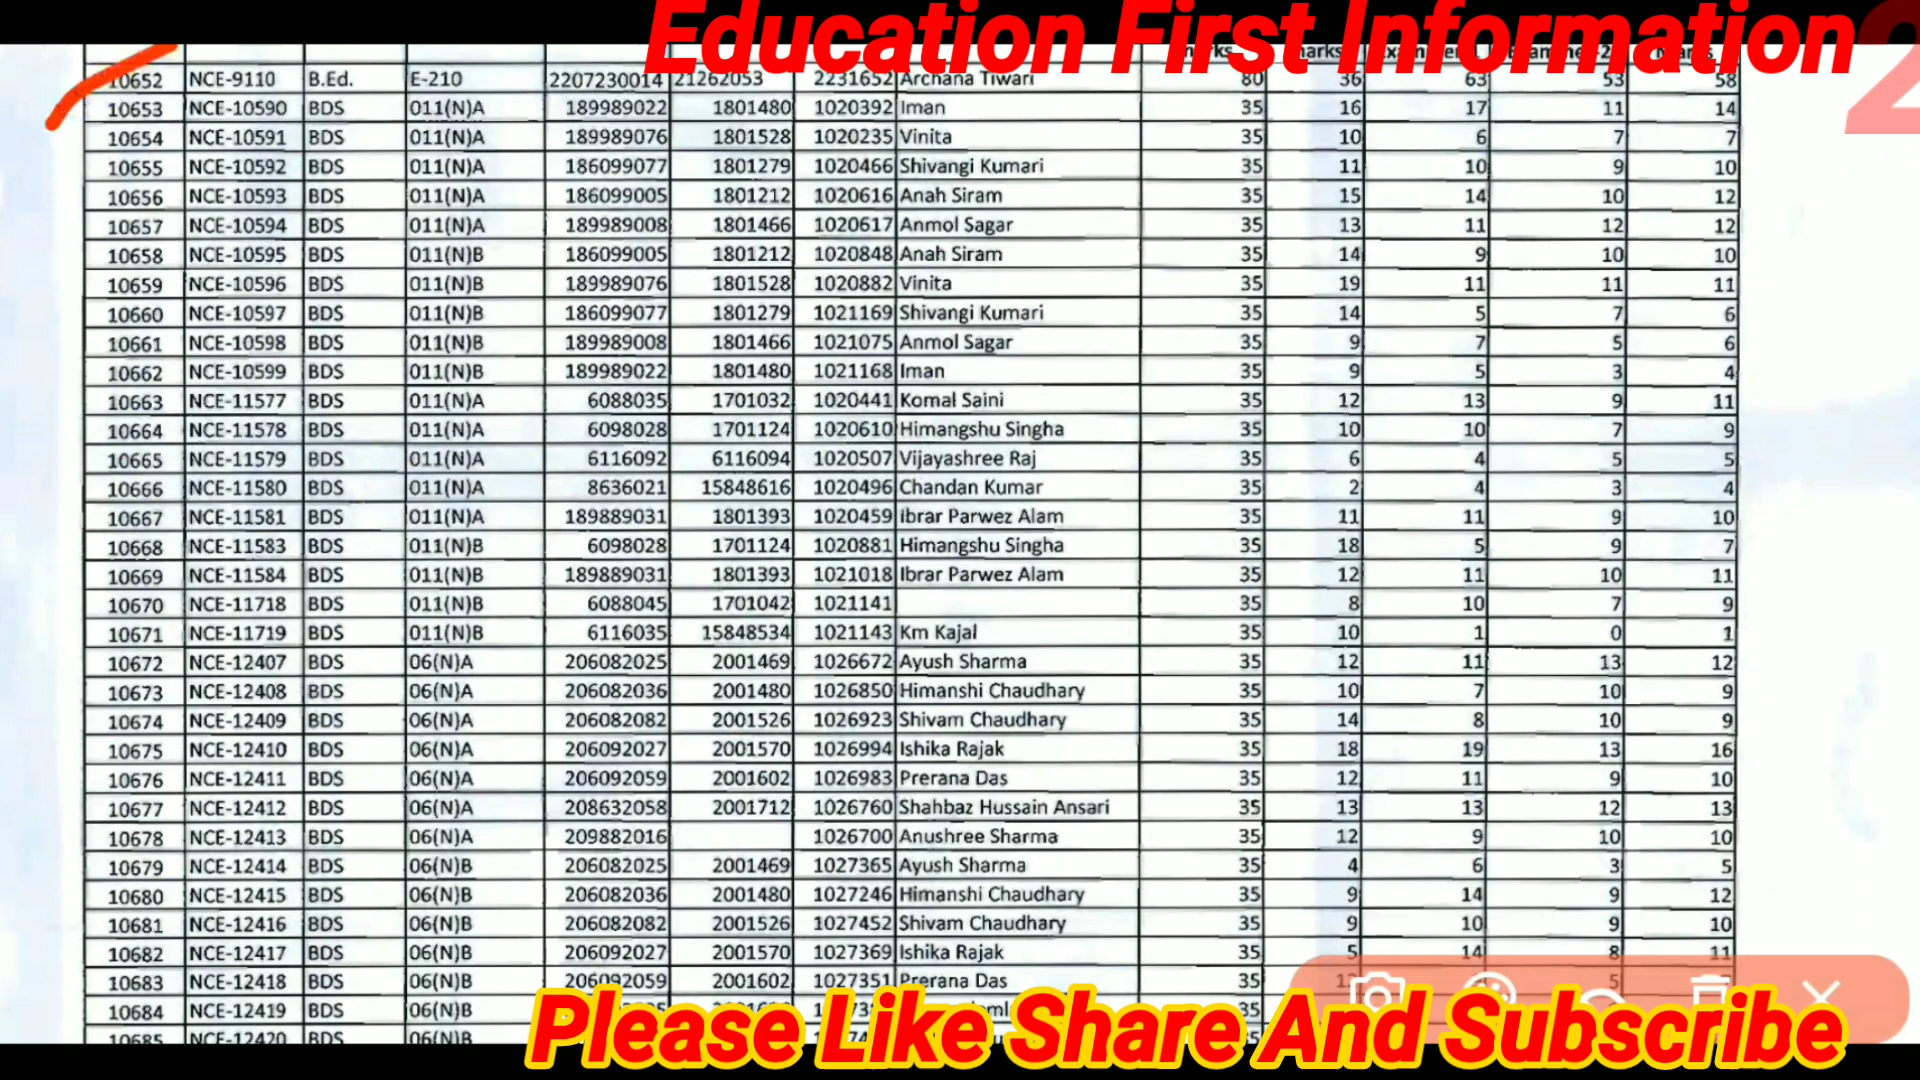 Education First Information
10652 NCE-9110 B.Ed. E-210 2207230014 21262053 2231652 Archana Tiwari 80 36 63 53 58
10653 NCE-10590 BDS 011(N)A 189989022 1801480 1020392 Iman 35 16 17 11 14
10654 NCE-10591 BDS 011(N)A 189989076 1801528 1020235 Vinita 35 10 6 7 7
10655 NCE-10592 BDS 011(N)A 186099077 1801279 1020466 Shivangi Kumari 35 11 10 9 10
10656 NCE-10593 BDS 011(N)A 186099005 1801212 1020616 Anah Siram 35 15 14 10 12
10657 NCE-10594 BDS 011(N)A 189989008 1801466 1020617 Anmol Sagar 35 13 11 12 12
10658 NCE-10595 BDS 011(N)B 186099005 1801212 1020848 Anah Siram 35 14 9 10 10
10659 NCE-10596 BDS 011(N)B 189989076 1801528 1020882 Vinita 35 19 11 11 11
10660 NCE-10597 BDS 011(N)B 186099077 1801279 1021169 Shivangi Kumari 35 14 5 7 6
10661 NCE-10598 BDS 011(N)B 189989008 1801466 1021075 Anmol Sagar 35 9 7 5 6
10662 NCE-10599 BDS 011(N)B 189989022 1801480 1021168 Iman 35 9 5 3 4
10663 NCE-11577 BDS 011(N)A 6088035 1701032 1020441 Komal Saini 35 12 13 9 11
10664 NCE-11578 BDS 011(N)A 6098028 1701124 1020610 Himangshu Singha 35 10 10 7 9
10665 NCE-11579 BDS 011(N)A 6116092 6116094 1020507 Vijayashree Raj 35 6 4 5 5
10666 NCE-11580 BDS 011(N)A 8636021 15848616 1020496 Chandan Kumar 35 2 4 3 4
10667 NCE-11581 BDS 011(N)A 189889031 1801393 1020459 Ibrar Parwez Alam 35 11 11 9 10
10668 NCE-11583 BDS 011(N)B 6098028 1701124 1020881 Himangshu Singha 35 18 5 9 7
10669 NCE-11584 BDS 011(N)B 189889031 1801393 1021018 Ibrar Parwez Alam 35 12 11 10 11
10670 NCE-11718 BDS 011(N)B 6088045 1701042 1021141 35 8 10 7 9
10671 NCE-11719 BDS 011(N)B 6116035 15848534 1021143 Km Kajal 35 10 1 0 1
10672 NCE-12407 BDS 06(N)A 206082025 2001469 1026672 Ayush Sharma 35 12 11 13 12
10673 NCE-12408 BDS 06(N)A 206082036 2001480 1026850 Himanshi Chaudhary 35 10 7 10 9
10674 NCE-12409 BDS 06(N)A 206082082 2001526 1026923 Shivam Chaudhary 35 14 8 10 9
10675 NCE-12410 BDS 06(N)A 206092027 2001570 1026994 Ishika Rajak 35 18 19 13 16
10676 NCE-12411 BDS 06(N)A 206092059 2001602 1026983 Prerana Das 35 12 11 9 10
10677 NCE-12412 BDS 06(N)A 208632058 2001712 1026760 Shahbaz Hussain Ansari 35 13 13 12 13
10678 NCE-12413 BDS 06(N)A 209882016 1026700 Anushree Sharma 35 12 9 10 10
10679 NCE-12414 BDS 06(N)B 206082025 2001469 1027365 Ayush Sharma 35 4 6 3 5
10680 NCE-12415 BDS 06(N)B 206082036 2001480 1027246 Himanshi Chaudhary 35 9 14 9 12
10681 NCE-12416 BDS 06(N)B 206082082 2001526 1027452 Shivam Chaudhary 35 9 10 9 10
10682 NCE-12417 BDS 06(N)B 206092027 2001570 1027369 Ishika Rajak 35 5 14 8 11
10683 NCE-12418 BDS 06(N)B 206092059 2001602 1027351 Prerana Das 35 5
10684 NCE-12419 BDS 06(N)B 35
10685 NCE-12420 BDS 06(N)B
Please Like Share And Subscribe